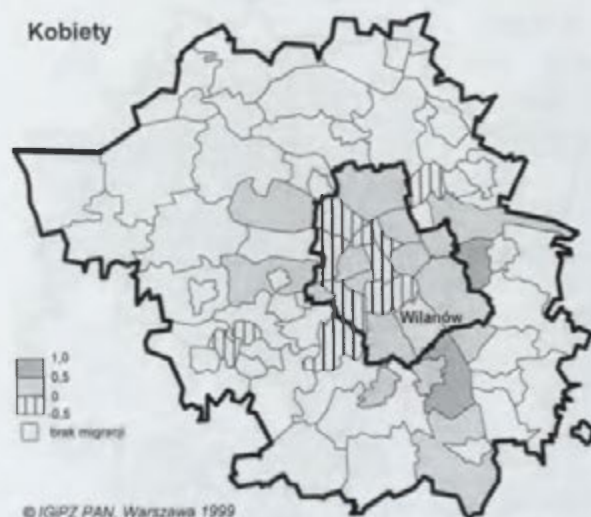 Kobiety
Wilanów
1,0
0,5
0
-0,5
brak migracji
© IGiPZ PAN, Warszawa 1999